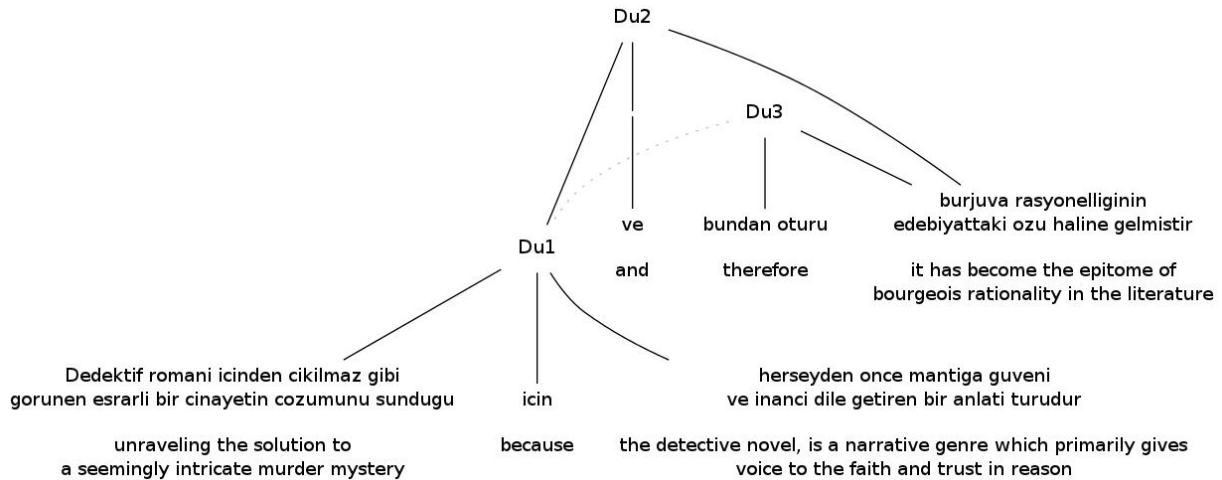 Du2
Du3
burjuva rasyonelliginin
edebiyattaki ozu haline gelmistir
ve
bundan oturu
Du1
and
therefore
it has become the epitome of
bourgeois rationality in the literature
Dedektif romani icinden cikilmaz gibi
gorunen esrarli bir cinayetin cozumunu sundugu
icin
herseyden once mantiga guveni
ve inanci dile getiren bir anlati turudur
unraveling the solution to
a seemingly intricate murder mystery
because
the detective novel, is a narrative genre which primarily gives
voice to the faith and trust in reason